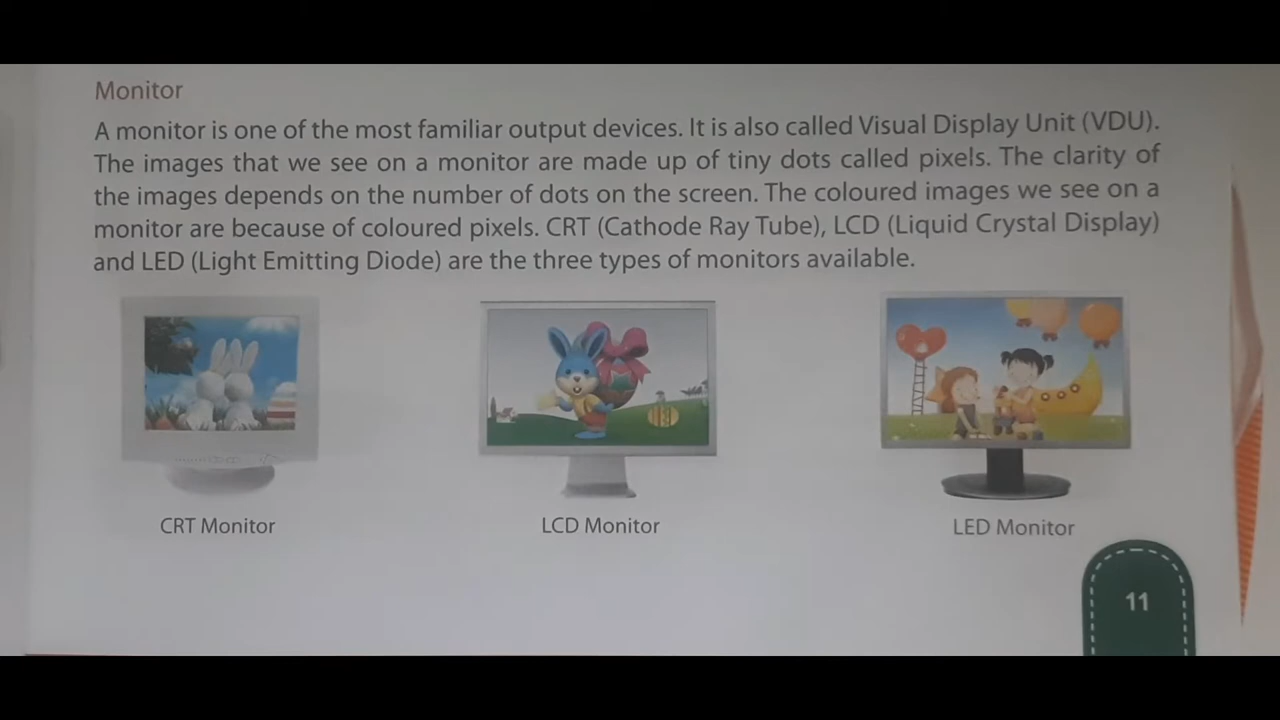 Monitor
A monitor is one of the most familiar output devices. It is also called Visual Display Unit (VDU).
The images that we see on a monitor are made up of tiny dots called pixels. The clarity of
the images depends on the number of dots on the screen. The coloured images we see on a
monitor are because of coloured pixels. CRT (Cathode Ray Tube), LCD (Liquid Crystal Display)
and LED (Light Emitting Diode) are the three types of monitors available.
CRT Monitor
LCD Monitor
LED Monitor
11